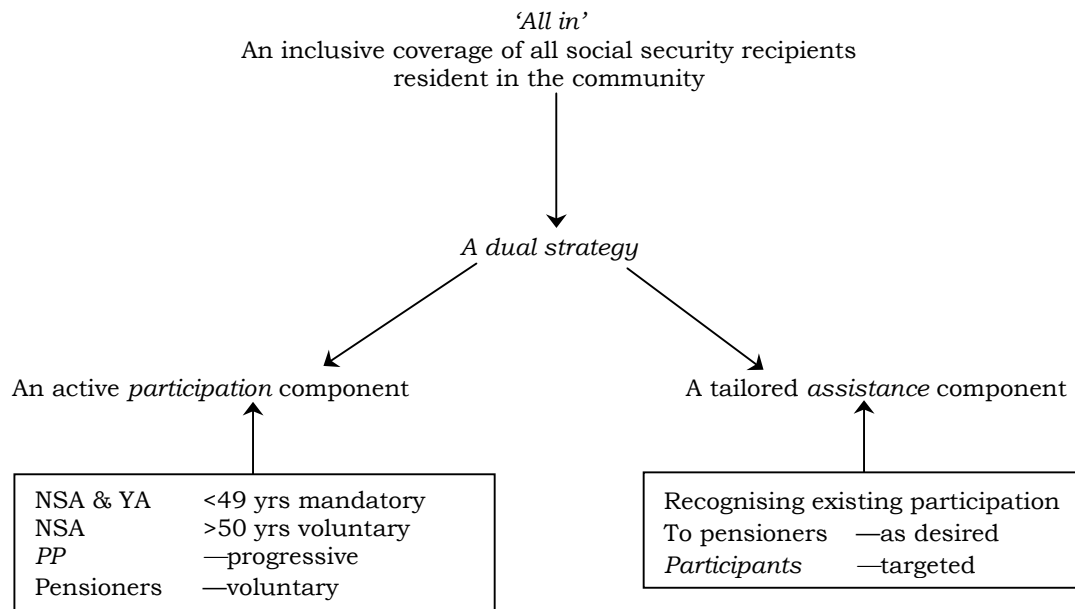 ‘All in’
An inclusive coverage of all social security recipients
resident in the community
A dual strategy
An active participation component
A tailored assistance component
NSA & YA <49 yrs mandatory
NSA >50 yrs voluntary
PP —progressive
Pensioners —voluntary
Recognising existing participation
To pensioners —as desired
Participants —targeted